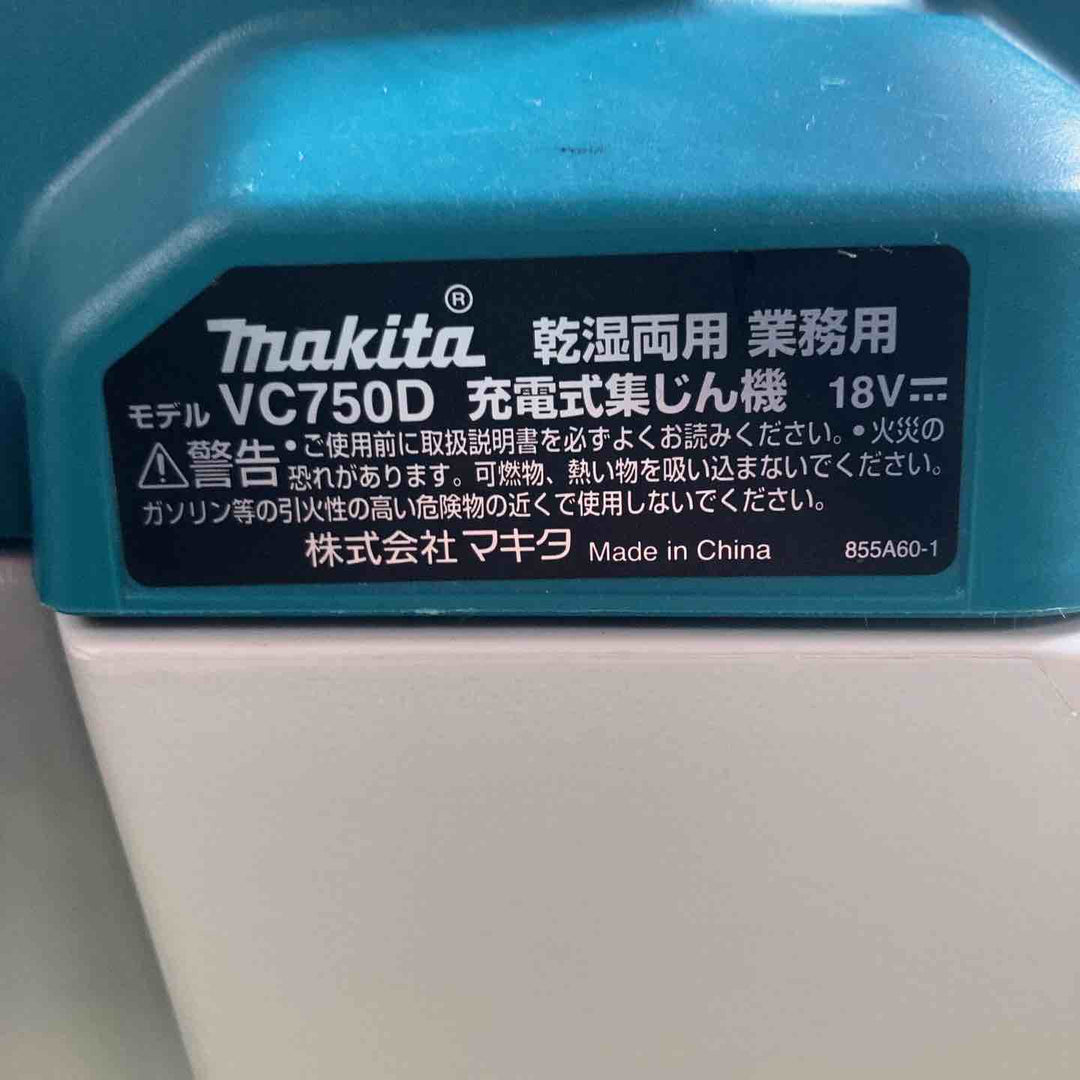 makita® 乾湿両用 業務用
モデル VC750D 充電式集じん機 18V⎓
⚠警告 •ご使用前に取扱説明書を必ずよくお読みください。•火災の
恐れがあります。可燃物、熱い物を吸い込まないでください。
ガソリン等の引火性の高い危険物の近くで使用しないでください。
株式会社マキタ Made in China 855A60-1